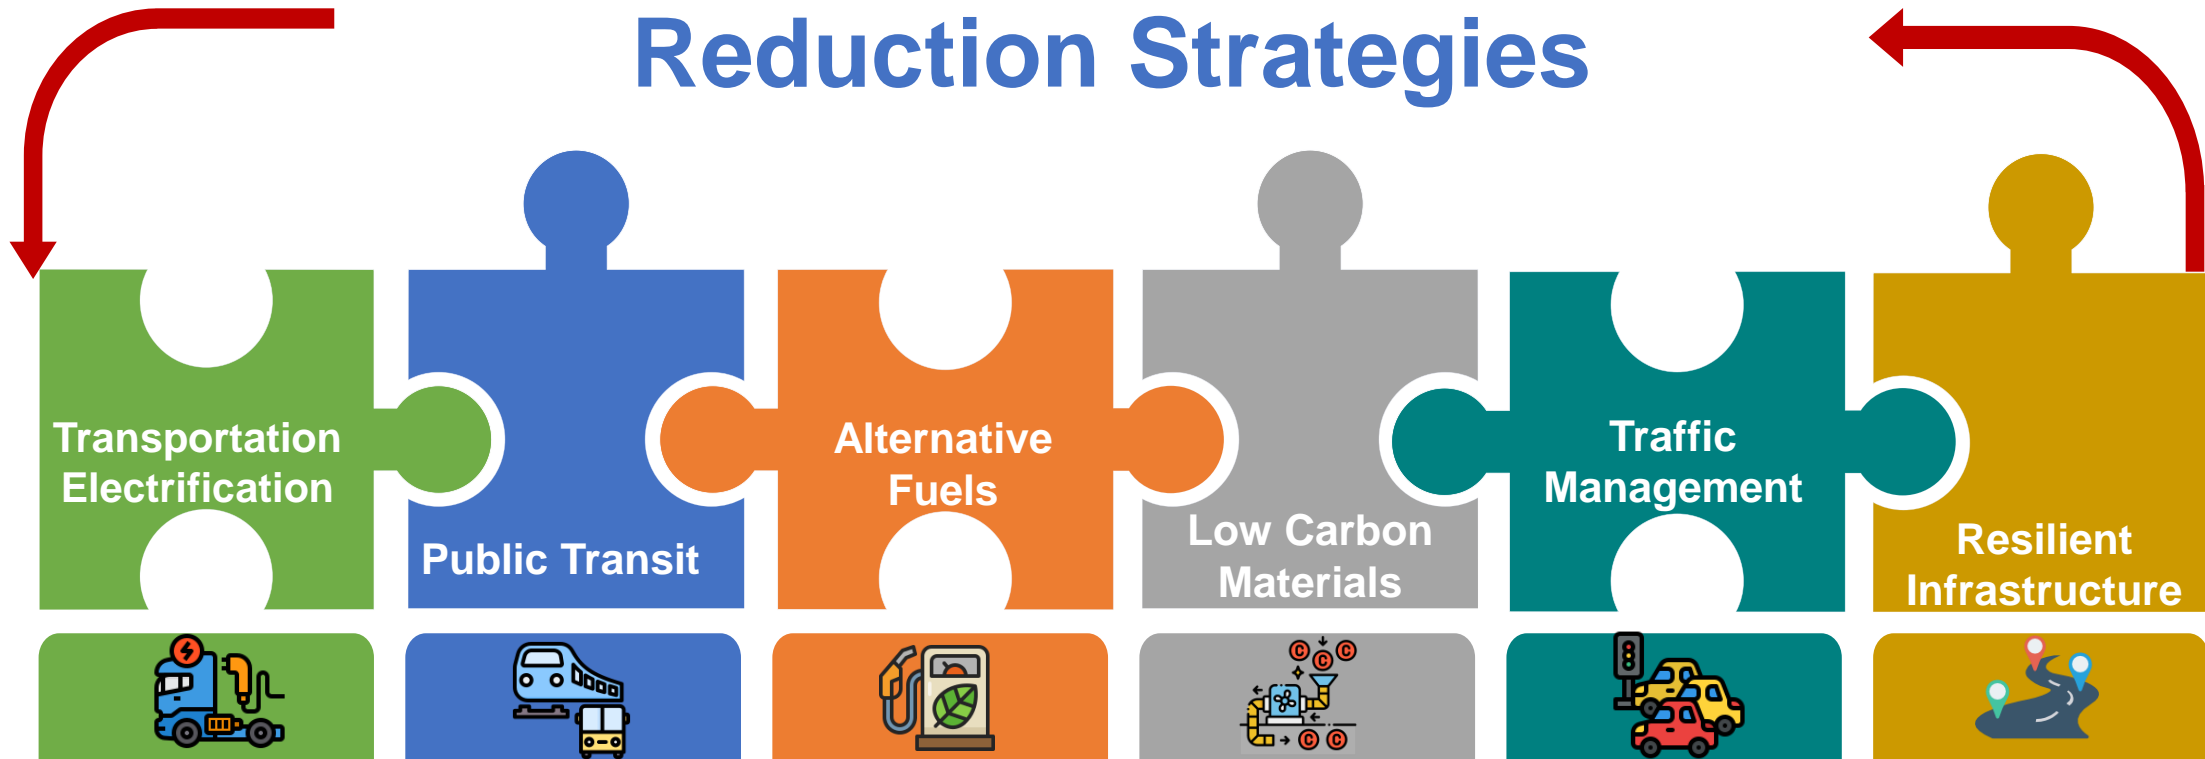 Reduction Strategies
Transportation
Electrification
Public Transit
Alternative
Fuels
Low Carbon
Materials
Traffic
Management
Resilient
Infrastructure
C C C
C C